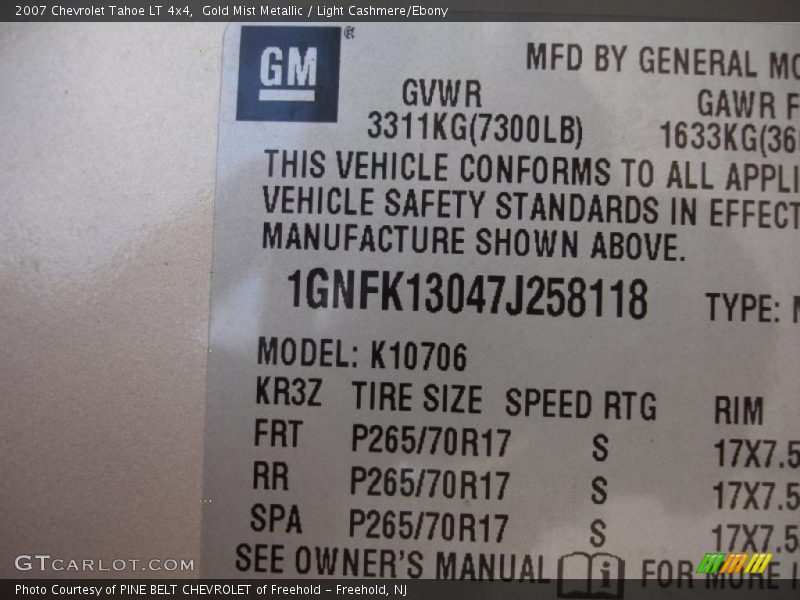 2007 Chevrolet Tahoe LT 4x4, Gold Mist Metallic / Light Cashmere/Ebony
GM ®
MFD BY GENERAL MO
GVWR GAWR F
3311KG(7300LB) 1633KG(36
THIS VEHICLE CONFORMS TO ALL APPLI
VEHICLE SAFETY STANDARDS IN EFFECT
MANUFACTURE SHOWN ABOVE.
1GNFK13047J258118 TYPE: M
MODEL: K10706
KR3Z TIRE SIZE SPEED RTG RIM
FRT P265/70R17 S 17X7.5
RR P265/70R17 S 17X7.5
SPA P265/70R17 S 17X7.5
SEE OWNER'S MANUAL i FOR MORE I
GTCARLOT.COM
Photo Courtesy of PINE BELT CHEVROLET of Freehold - Freehold, NJ